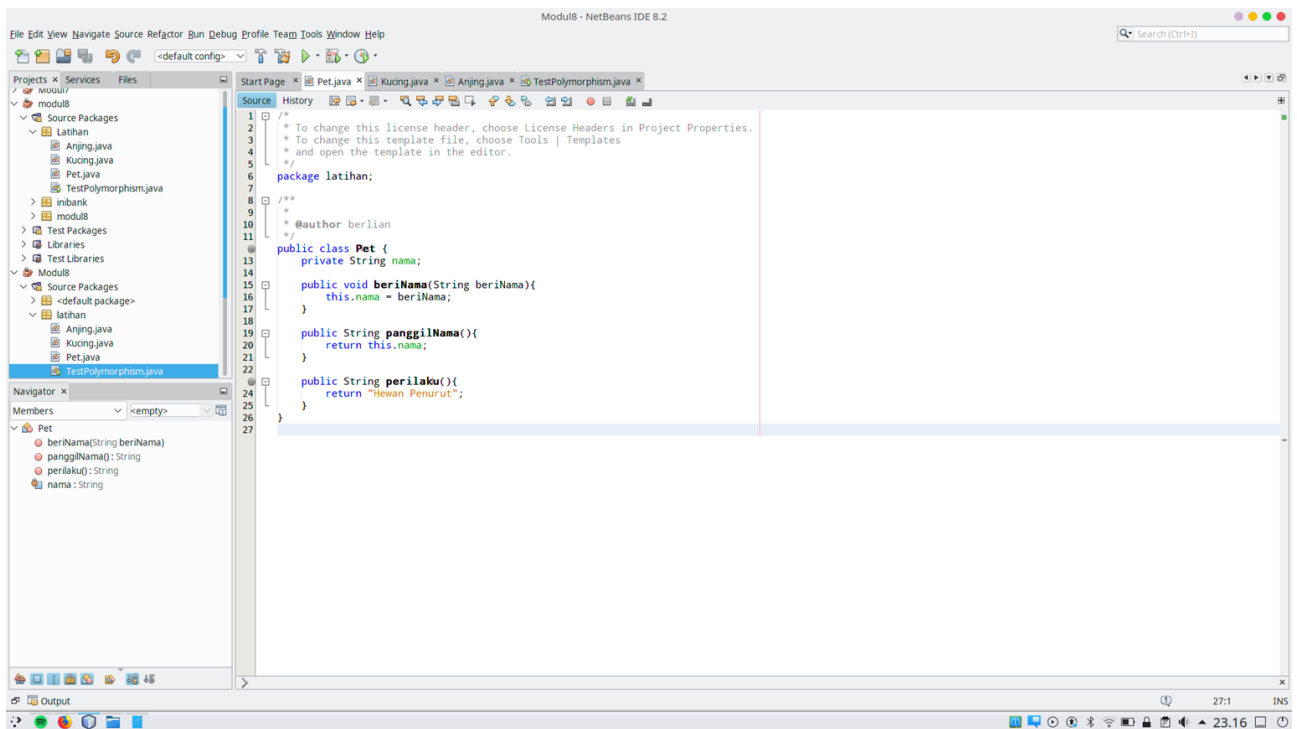 Modul8 - NetBeans IDE 8.2
File Edit View Navigate Source Refactor Run Debug Profile Team Tools Window Help
Search (Ctrl+I)
<default config>
Projects × Services Files
Start Page × Pet.java × Kucing.java × Anjing.java × TestPolymorphism.java ×
Source History
Modul7
modul8
Source Packages
Latihan
Anjing.java
Kucing.java
Pet.java
TestPolymorphism.java
inibank
modul8
Test Packages
Libraries
Test Libraries
Modul8
Source Packages
<default package>
latihan
Anjing.java
Kucing.java
Pet.java
TestPolymorphism.java
Navigator ×
Members <empty>
Pet
beriNama(String beriNama)
panggilNama() : String
perilaku() : String
nama : String
1 /*
2 * To change this license header, choose License Headers in Project Properties.
3 * To change this template file, choose Tools | Templates
4 * and open the template in the editor.
5 */
6 package latihan;
7
8 /**
9 *
10 * @author berlian
11 */
public class Pet {
13 private String nama;
14
15 public void beriNama(String beriNama){
16 this.nama = beriNama;
17 }
18
19 public String panggilNama(){
20 return this.nama;
21 }
22
public String perilaku(){
24 return "Hewan Penurut";
25 }
26 }
27
Output
27:1 INS
23.16